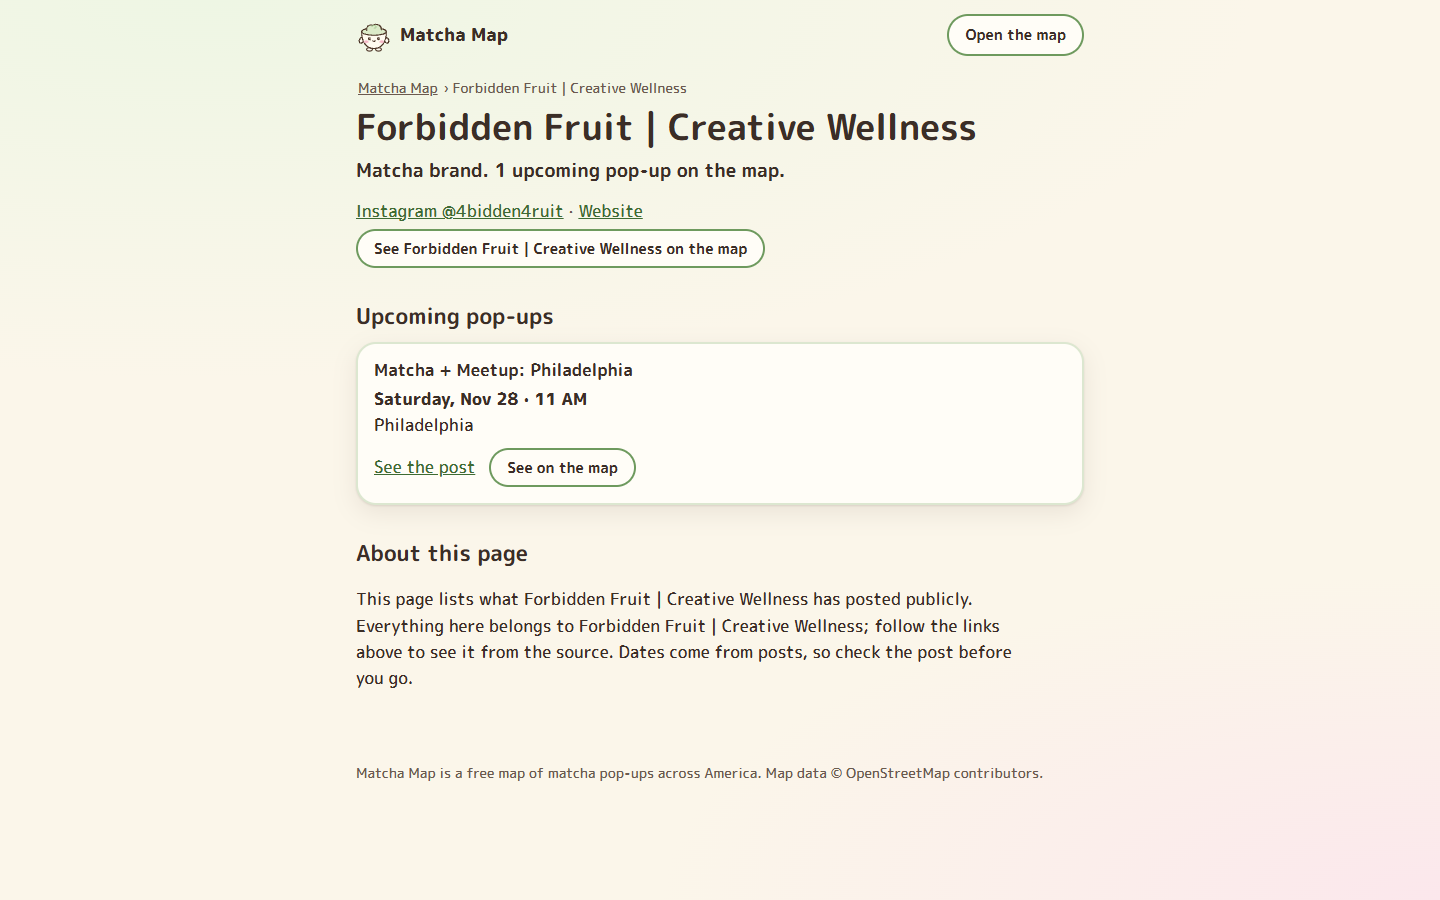 Matcha Map
Open the map
Matcha Map › Forbidden Fruit | Creative Wellness
Forbidden Fruit | Creative Wellness
Matcha brand. 1 upcoming pop-up on the map.
Instagram @4bidden4ruit · Website
See Forbidden Fruit | Creative Wellness on the map
Upcoming pop-ups
Matcha + Meetup: Philadelphia
Saturday, Nov 28 · 11 AM
Philadelphia
See the post
See on the map
About this page
This page lists what Forbidden Fruit | Creative Wellness has posted publicly.
Everything here belongs to Forbidden Fruit | Creative Wellness; follow the links
above to see it from the source. Dates come from posts, so check the post before
you go.
Matcha Map is a free map of matcha pop-ups across America. Map data © OpenStreetMap contributors.